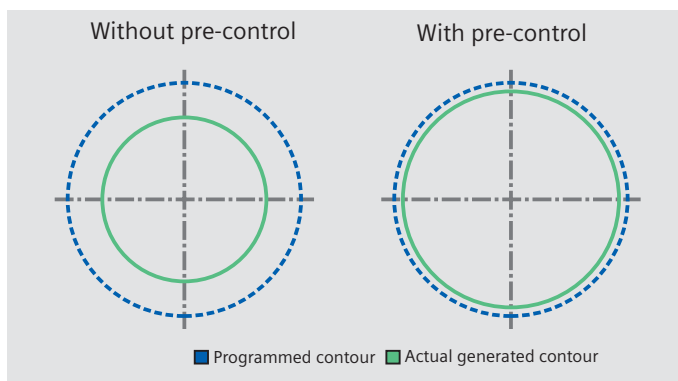 Without pre-control
With pre-control
Programmed contour
Actual generated contour